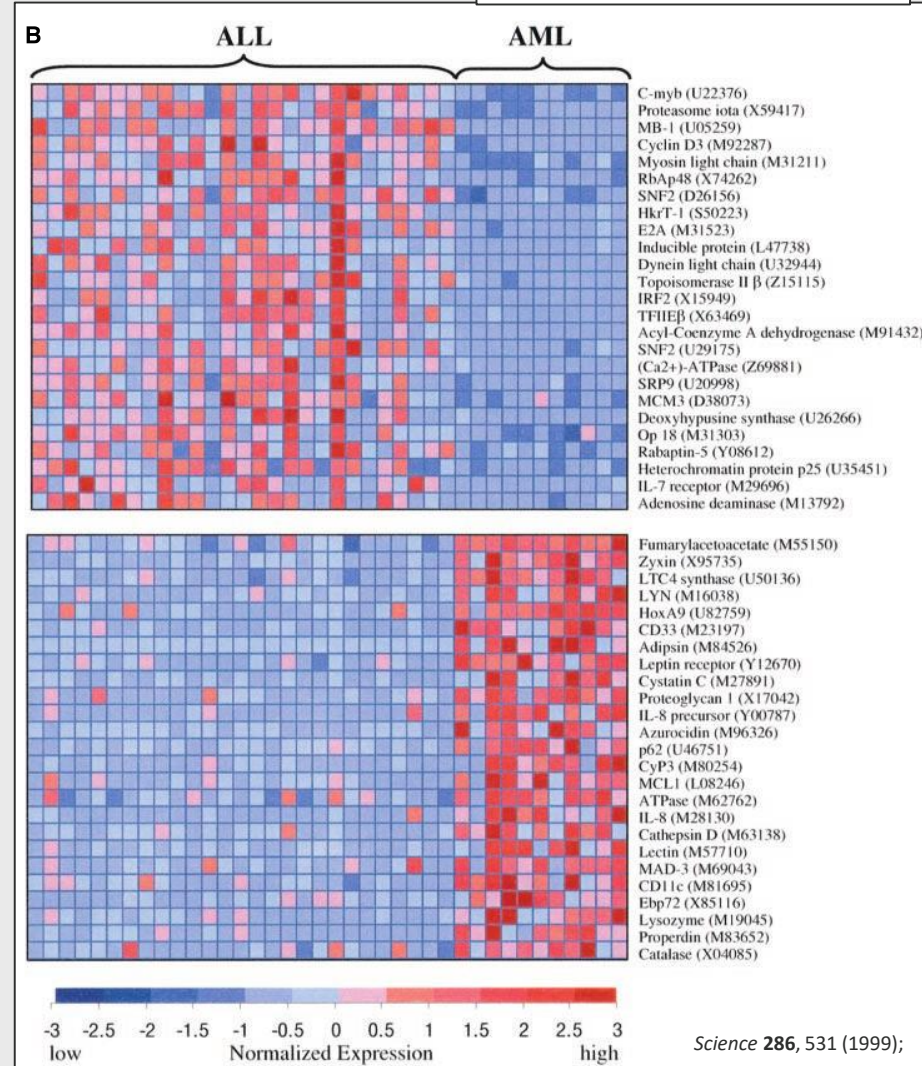 B
ALL
AML
C-myb (U22376)
Proteasome iota (X59417)
MB-1 (U05259)
Cyclin D3 (M92287)
Myosin light chain (M31211)
RbAp48 (X74262)
SNF2 (D26156)
HkrT-1 (S50223)
E2A (M31523)
Inducible protein (L47738)
Dynein light chain (U32944)
Topoisomerase II β (Z15115)
IRF2 (X15949)
TFIIEβ (X63469)
Acyl-Coenzyme A dehydrogenase (M91432)
SNF2 (U29175)
(Ca2+)-ATPase (Z69881)
SRP9 (U20998)
MCM3 (D38073)
Deoxyhypusine synthase (U26266)
Op 18 (M31303)
Rabaptin-5 (Y08612)
Heterochromatin protein p25 (U35451)
IL-7 receptor (M29696)
Adenosine deaminase (M13792)
Fumarylacetoacetate (M55150)
Zyxin (X95735)
LTC4 synthase (U50136)
LYN (M16038)
HoxA9 (U82759)
CD33 (M23197)
Adipsin (M84526)
Leptin receptor (Y12670)
Cystatin C (M27891)
Proteoglycan 1 (X17042)
IL-8 precursor (Y00787)
Azurocidin (M96326)
p62 (U46751)
CyP3 (M80254)
MCL1 (L08246)
ATPase (M62762)
IL-8 (M28130)
Cathepsin D (M63138)
Lectin (M57710)
MAD-3 (M69043)
CD11c (M81695)
Ebp72 (X85116)
Lysozyme (M19045)
Properdin (M83652)
Catalase (X04085)
-3 -2.5 -2 -1.5 -1 -0.5 0 0.5 1 1.5 2 2.5 3
low Normalized Expression high
Science 286, 531 (1999);